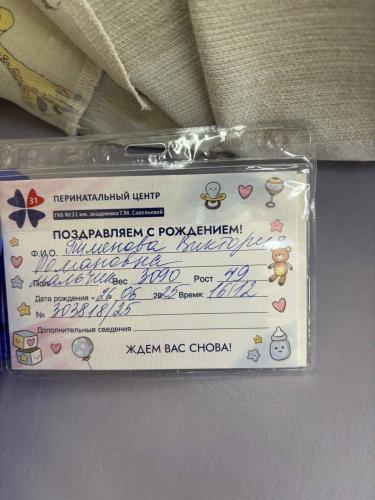 31
ПЕРИНАТАЛЬНЫЙ ЦЕНТР
ГКБ №31 им. академика Г.М. Савельевой
ПОЗДРАВЛЯЕМ С РОЖДЕНИЕМ!
Ф.И.О. Пименова Виктория
Романовна
Пол мальчик Вес 3090 Рост 49
Дата рождения «26» 06 2025 Время: 16:12
№ 303818/25
Дополнительные сведения
ЖДЕМ ВАС СНОВА!